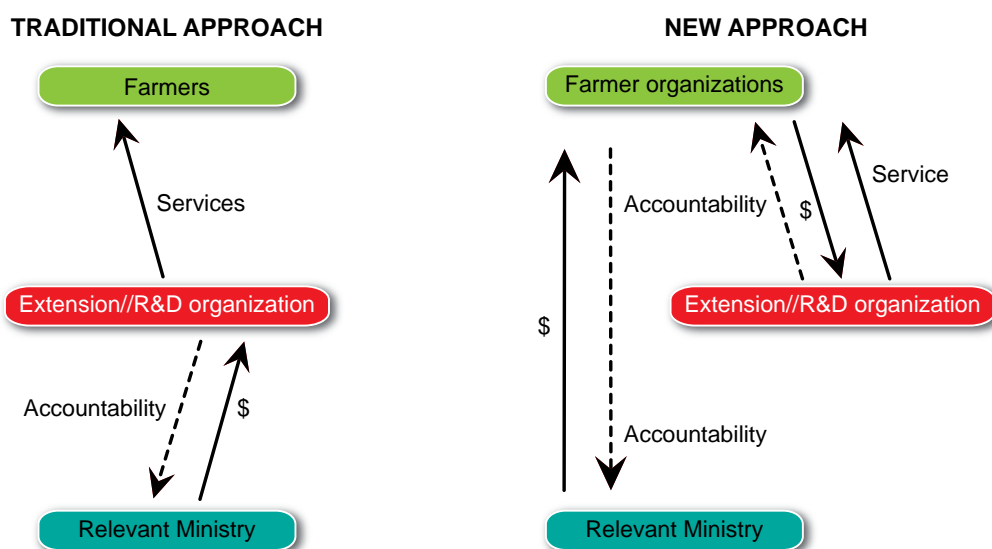 TRADITIONAL APPROACH
Farmers
Services
Extension//R&D organization
Accountability
$
Relevant Ministry
NEW APPROACH
Farmer organizations
Accountability
$
Service
Extension//R&D organization
$
Accountability
Relevant Ministry